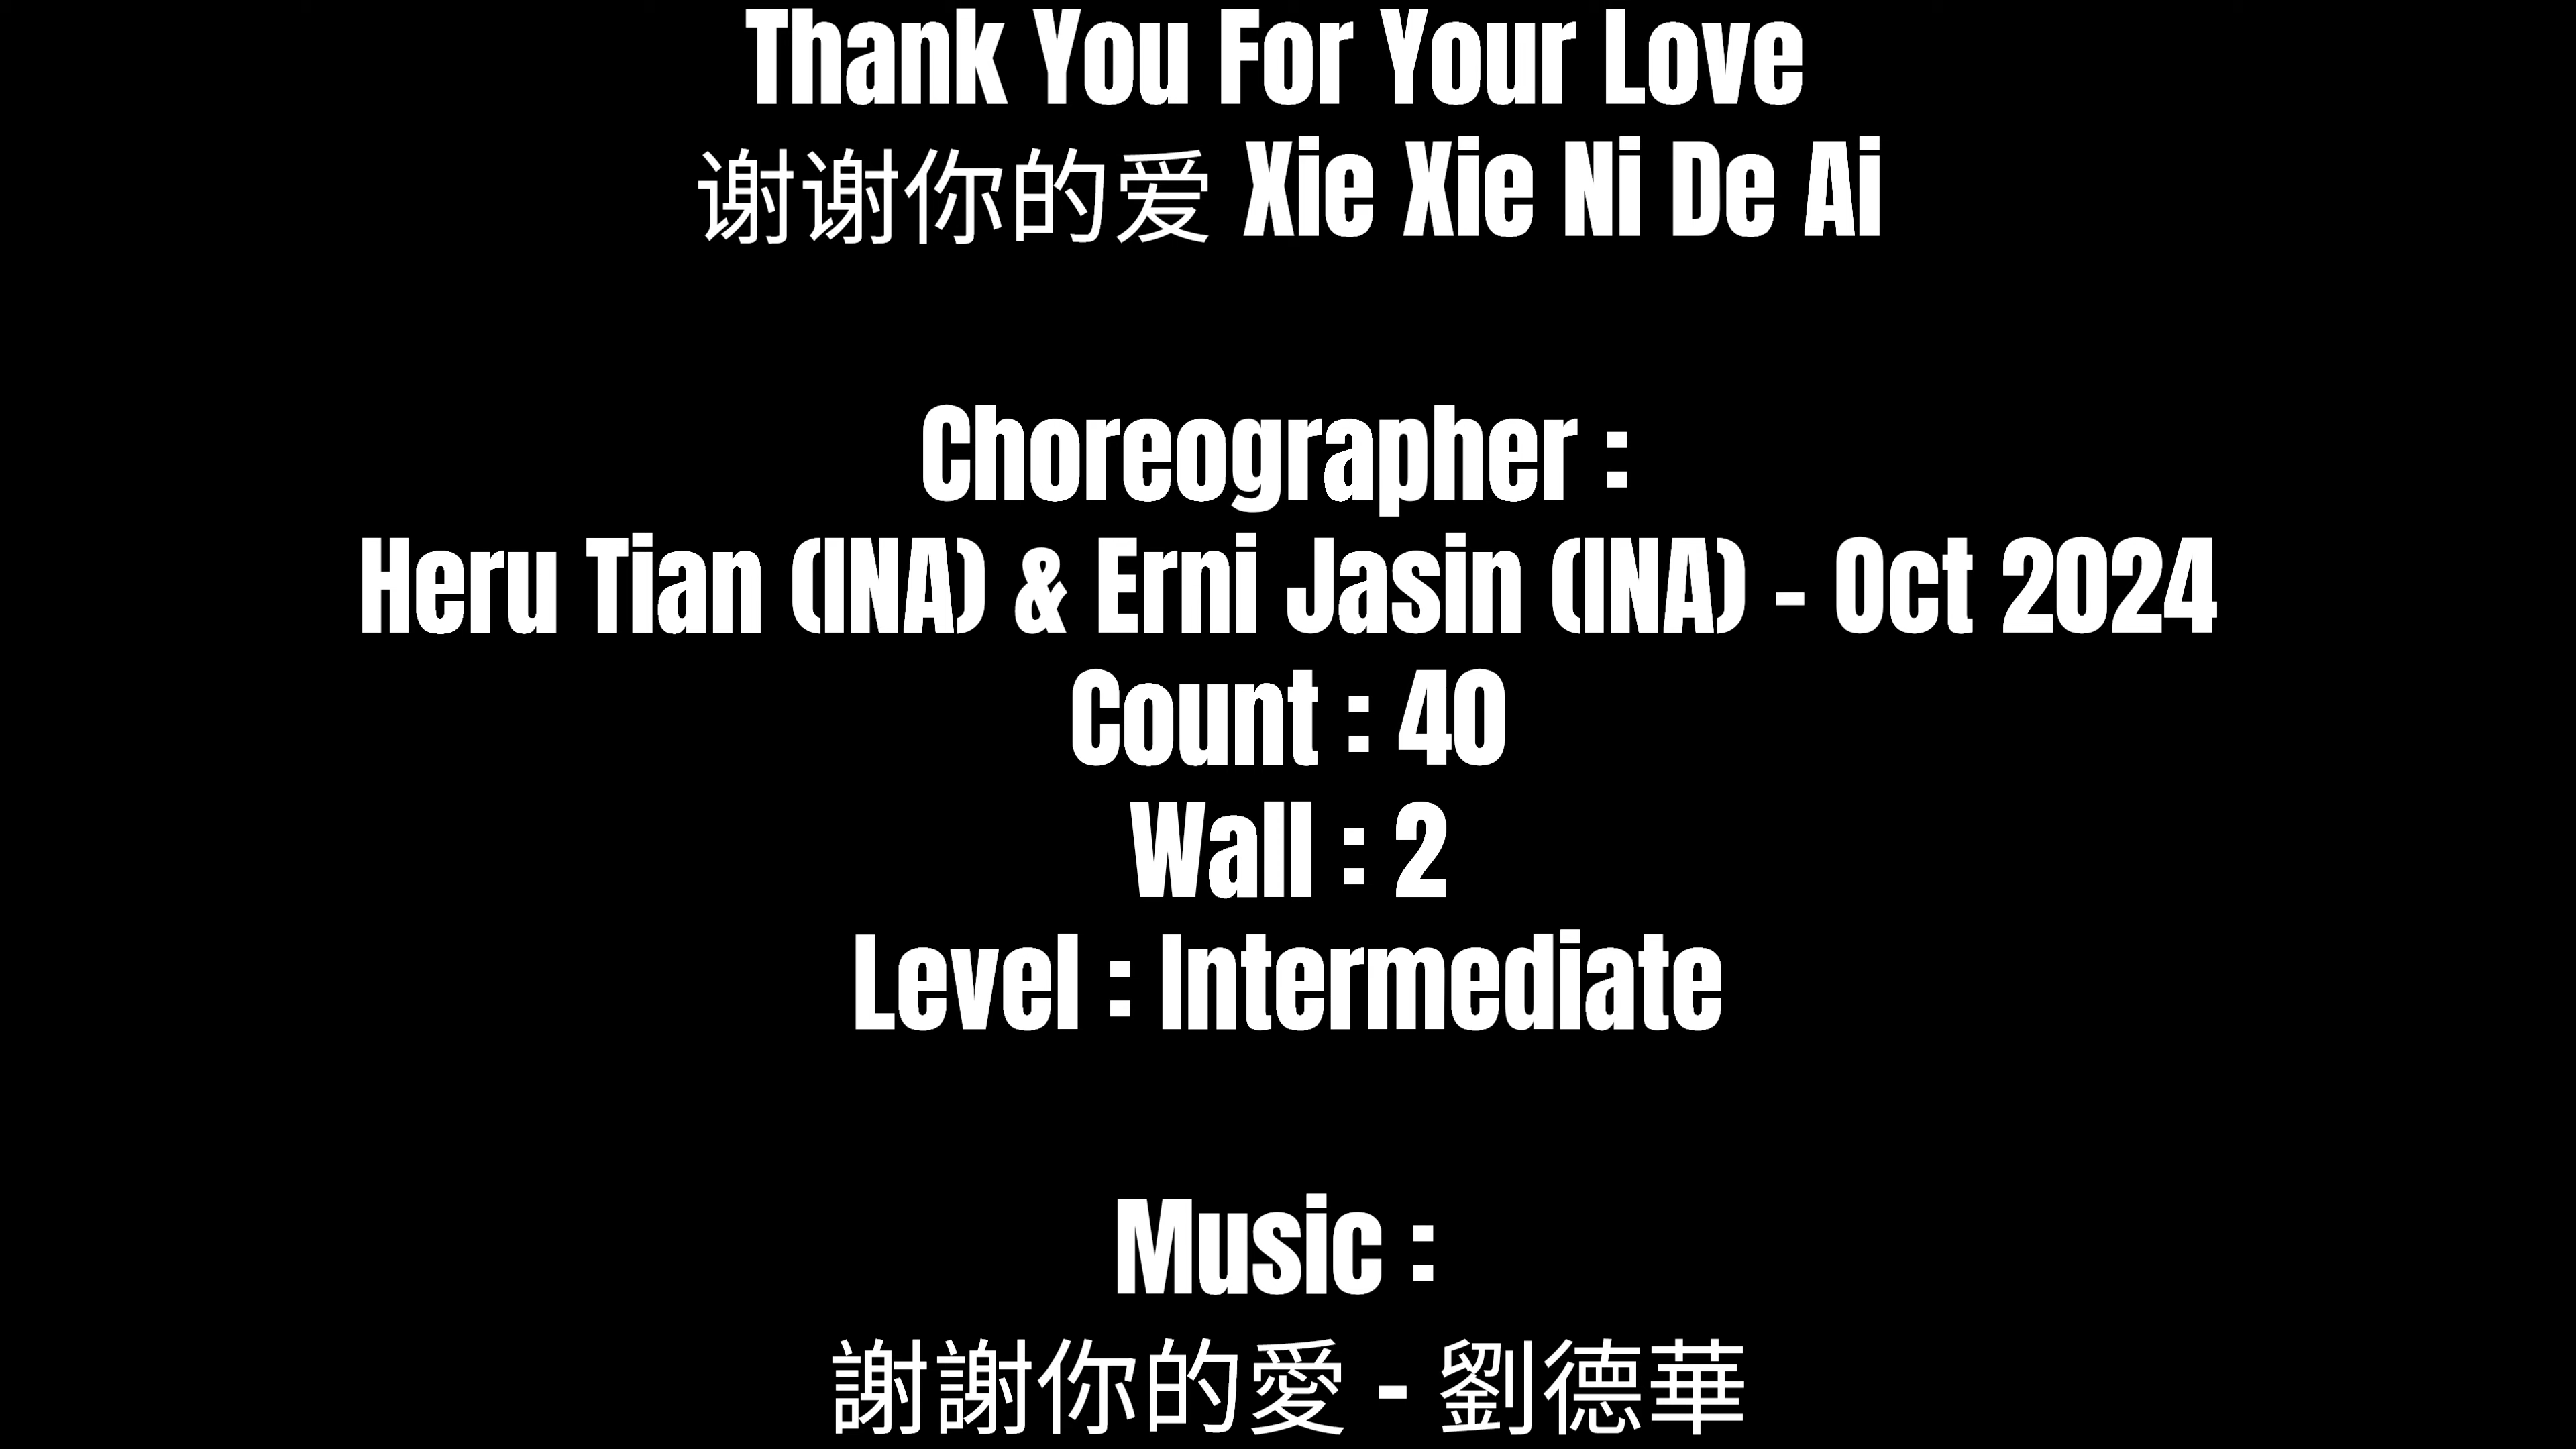 Thank You For Your Love
谢谢你的爱 Xie Xie Ni De Ai
Choreographer :
Heru Tian (INA) & Erni Jasin (INA) - Oct 2024
Count : 40
Wall : 2
Level : Intermediate
Music :
謝謝你的愛 - 劉德華